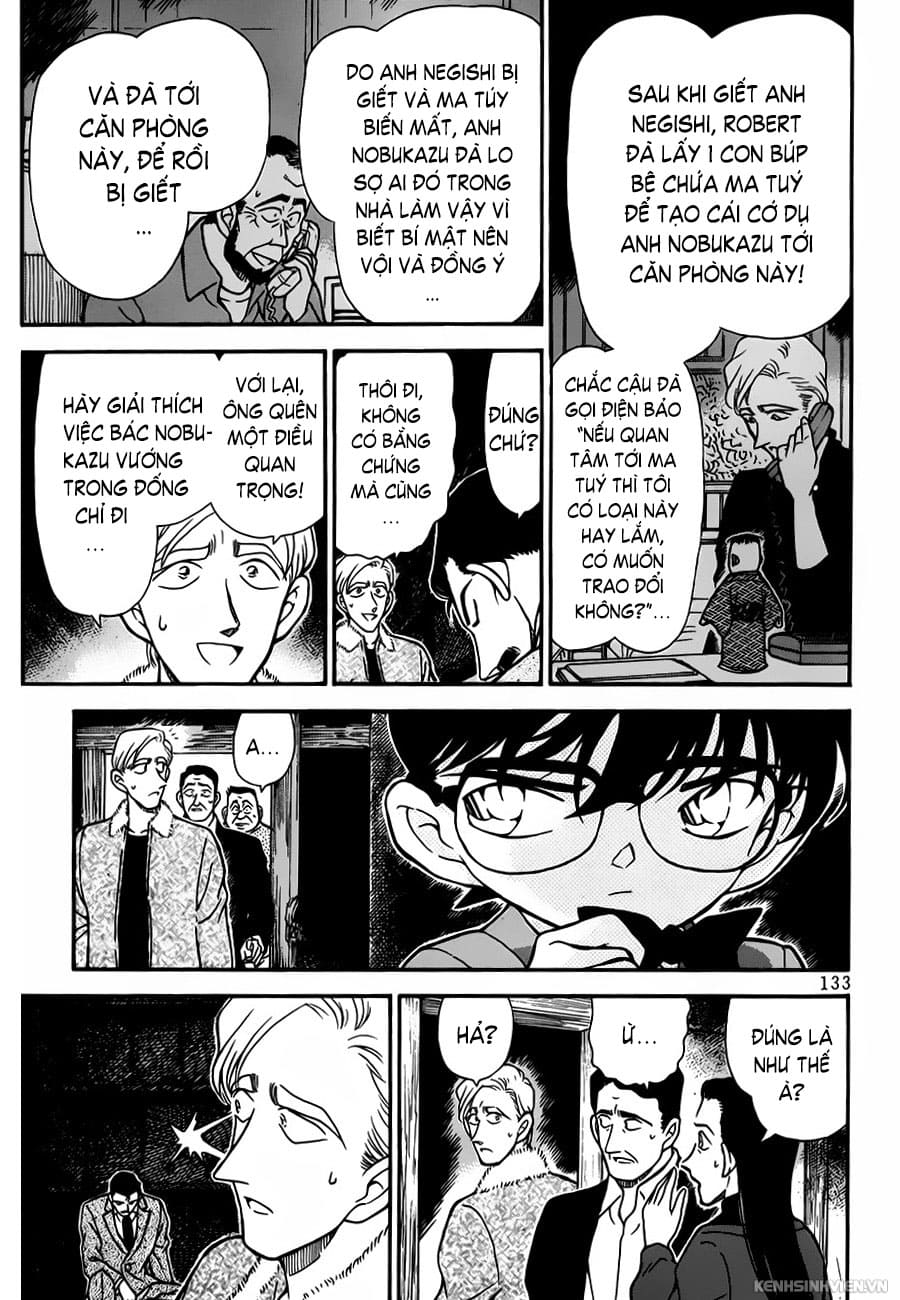 SAU KHI GIẾT ANH
NEGISHI, ROBERT
ĐÃ LẤY 1 CON BÚP
BÊ CHỨA MA TUÝ
ĐỂ TẠO CÁI CỚ DỤ
ANH NOBUKAZU TỚI
CĂN PHÒNG NÀY!
CHẮC CẬU ĐÃ
GỌI ĐIỆN BẢO
"NẾU QUAN
TÂM TỚI MA
TUÝ THÌ TÔI
CÓ LOẠI NÀY
HAY LẮM,
CÓ MUỐN
TRAO ĐỔI
KHÔNG?"...
DO ANH NEGISHI BỊ
GIẾT VÀ MA TÚY
BIẾN MẤT, ANH
NOBUKAZU ĐÃ LO
SỢ AI ĐÓ TRONG
NHÀ LÀM VẬY VÌ
BIẾT BÍ MẬT NÊN
VỘI VÃ ĐỒNG Ý
...
VÀ ĐÃ TỚI
CĂN PHÒNG
NÀY, ĐỂ RỒI
BỊ GIẾT
...
ĐÚNG
CHỨ?
THÔI ĐI,
KHÔNG
CÓ BẰNG
CHỨNG
MÀ CŨNG
...
VỚI LẠI,
ÔNG QUÊN
MỘT ĐIỀU
QUAN
TRỌNG!
HÃY GIẢI THÍCH
VIỆC BÁC NOBU-
KAZU VƯỚNG
TRONG ĐỐNG
CHỈ ĐI
...
A...
133
ĐÚNG LÀ
NHƯ THẾ
À?
Ừ...
HẢ?
KENHSINHVIEN.VN